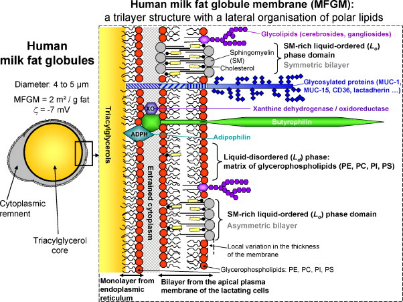 Human milk fat globule membrane (MFGM):
a trilayer structure with a lateral organisation of polar lipids
Human
milk fat globules
Diameter: 4 to 5 µm
MFGM = 2 m² / g fat
ζ = -7 mV
Cytoplasmic
remnent
Triacylglycerol
core
Triacylglycerols
Entrained cytoplasm
XO
ADPH
Glycolipids (cerebrosides, gangliosides)
Sphingomyelin
(SM)
Cholesterol
SM-rich liquid-ordered (Lo)
phase domain
Symmetric bilayer
Glycosylated proteins (MUC-1,
MUC-15, CD36, lactadherin ...)
Xanthine dehydrogenase / oxidoreductase
Butyrophilin
Adipophilin
Liquid-disordered (Ld) phase:
matrix of glycerophospholipids (PE, PC, PI, PS)
SM-rich liquid-ordered (Lo) phase domain
Asymmetric bilayer
Local variation in the thickness
of the membrane
Glycerophospholipids: PE, PC, PI, PS
Monolayer from
endoplasmic
reticulum
Bilayer from the apical plasma
membrane of the lactating cells